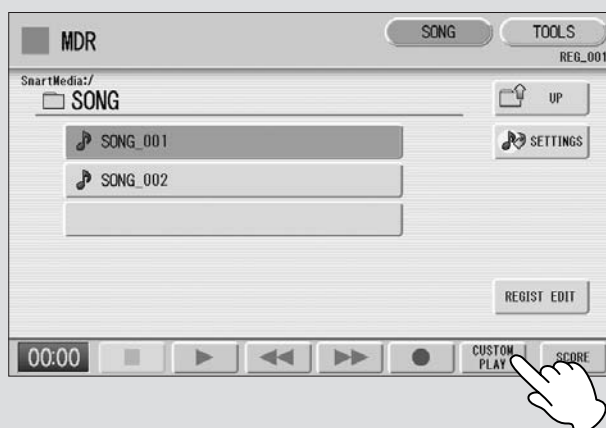 MDR
SONG
TOOLS
REG_001
SmartMedia:/
SONG
UP
SONG_001
SETTINGS
SONG_002
REGIST EDIT
00:00
CUSTOM
PLAY
SCORE